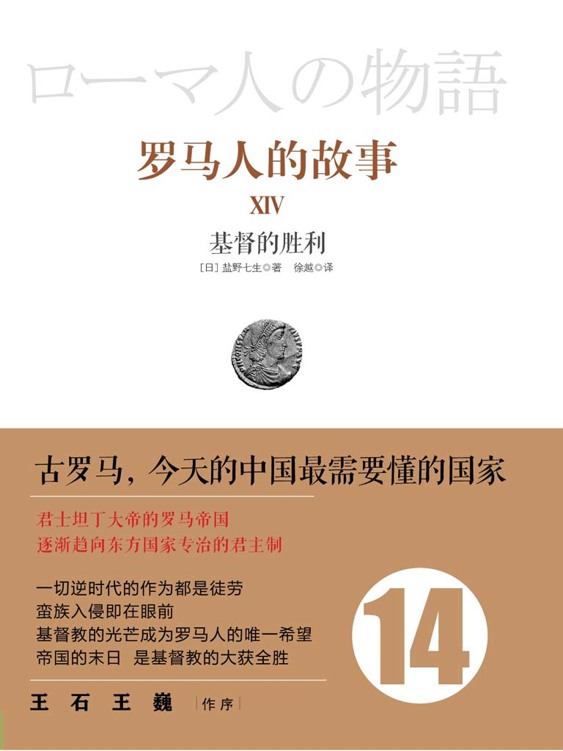 ローマ人の物語
罗马人的故事
XIV
基督的胜利
［日］盐野七生◎著 徐越◎译
古罗马，今天的中国最需要懂的国家
君士坦丁大帝的罗马帝国
逐渐趋向东方国家专治的君主制
一切逆时代的作为都是徒劳
蛮族入侵即在眼前
基督教的光芒成为罗马人的唯一希望
帝国的末日 是基督教的大获全胜
14
王 石 王 巍 |作序|